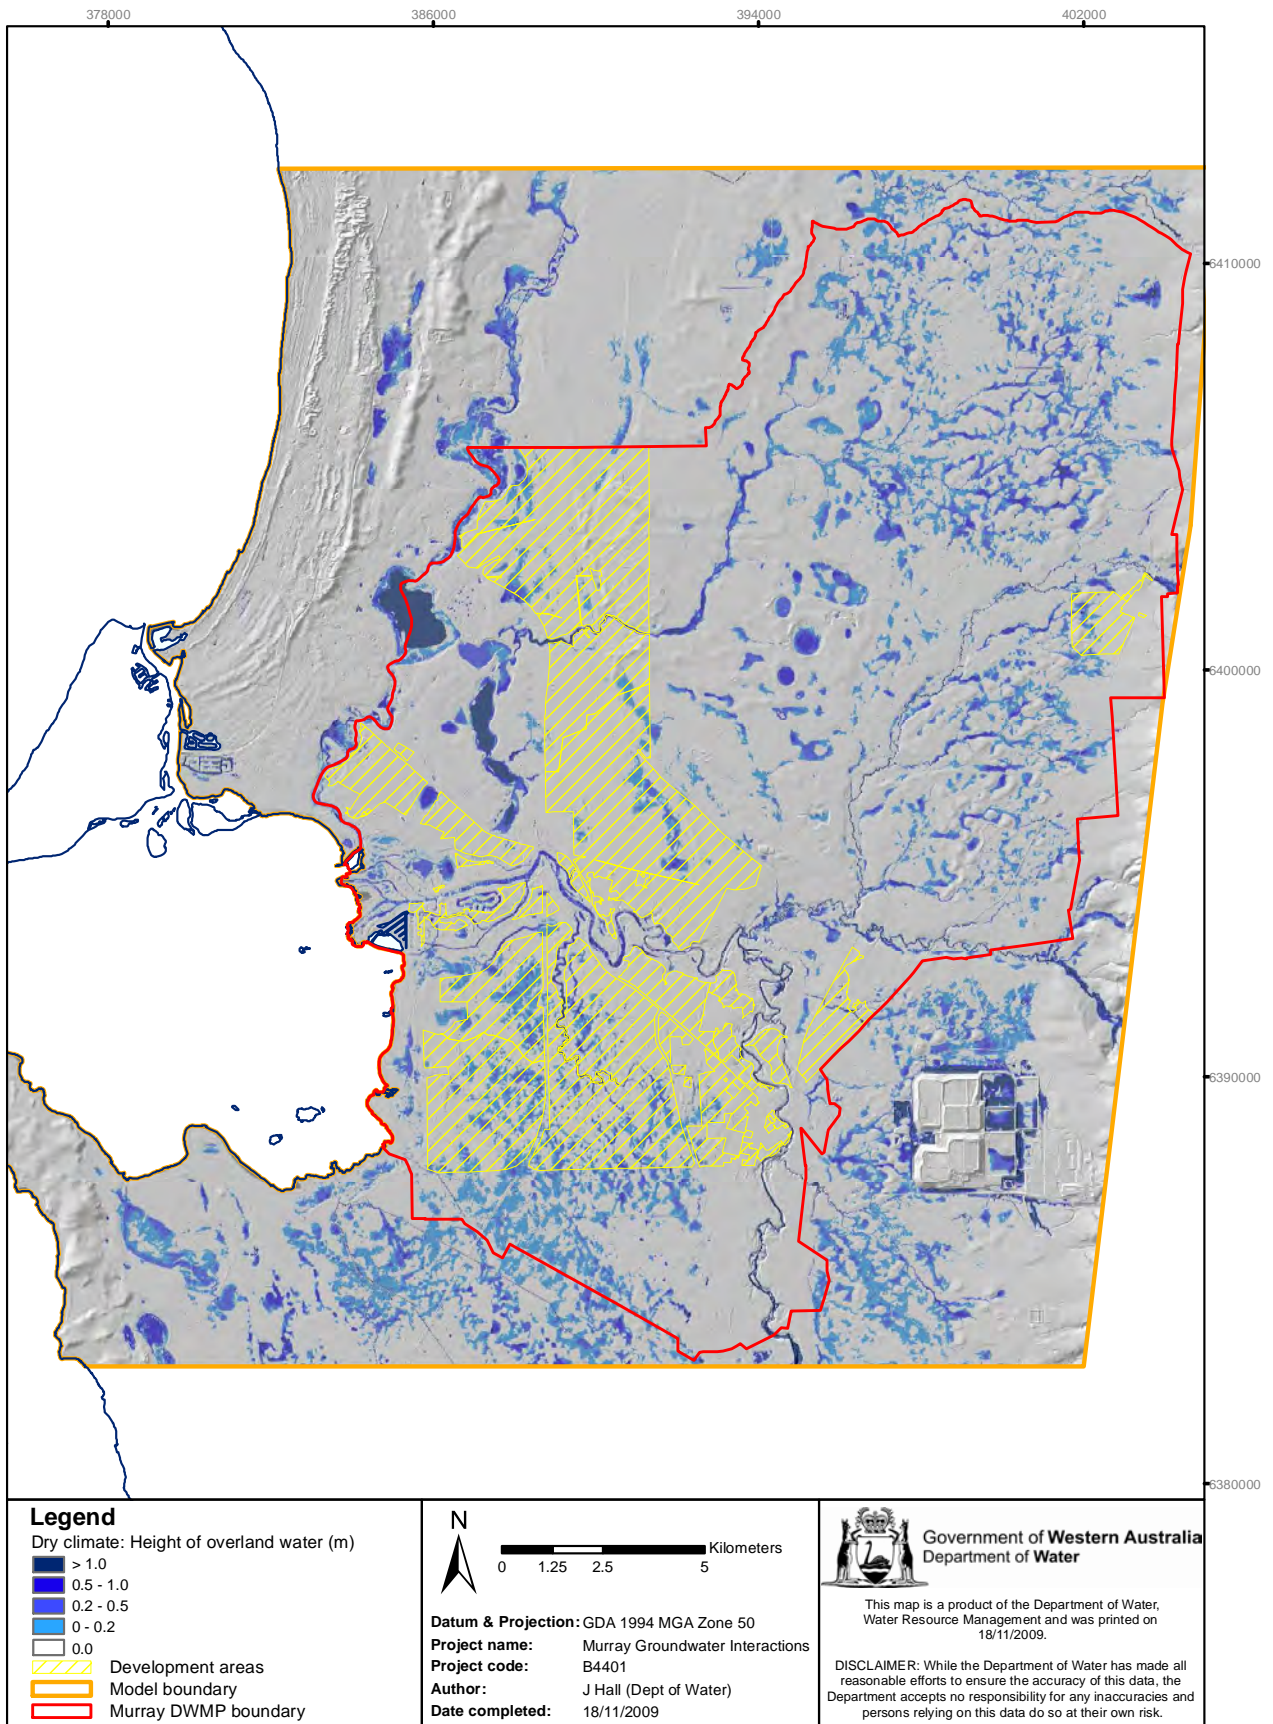 378000 386000 394000 402000
6410000
6400000
6390000
6380000
Legend
Dry climate: Height of overland water (m)
> 1.0
0.5 - 1.0
0.2 - 0.5
0 - 0.2
0.0
Development areas
Model boundary
Murray DWMP boundary
N
Kilometers
0 1.25 2.5 5
Datum & Projection: GDA 1994 MGA Zone 50
Project name: Murray Groundwater Interactions
Project code: B4401
Author: J Hall (Dept of Water)
Date completed: 18/11/2009
Government of Western Australia
Department of Water
This map is a product of the Department of Water,
Water Resource Management and was printed on
18/11/2009.
DISCLAIMER: While the Department of Water has made all
reasonable efforts to ensure the accuracy of this data, the
Department accepts no responsibility for any inaccuracies and
persons relying on this data do so at their own risk.